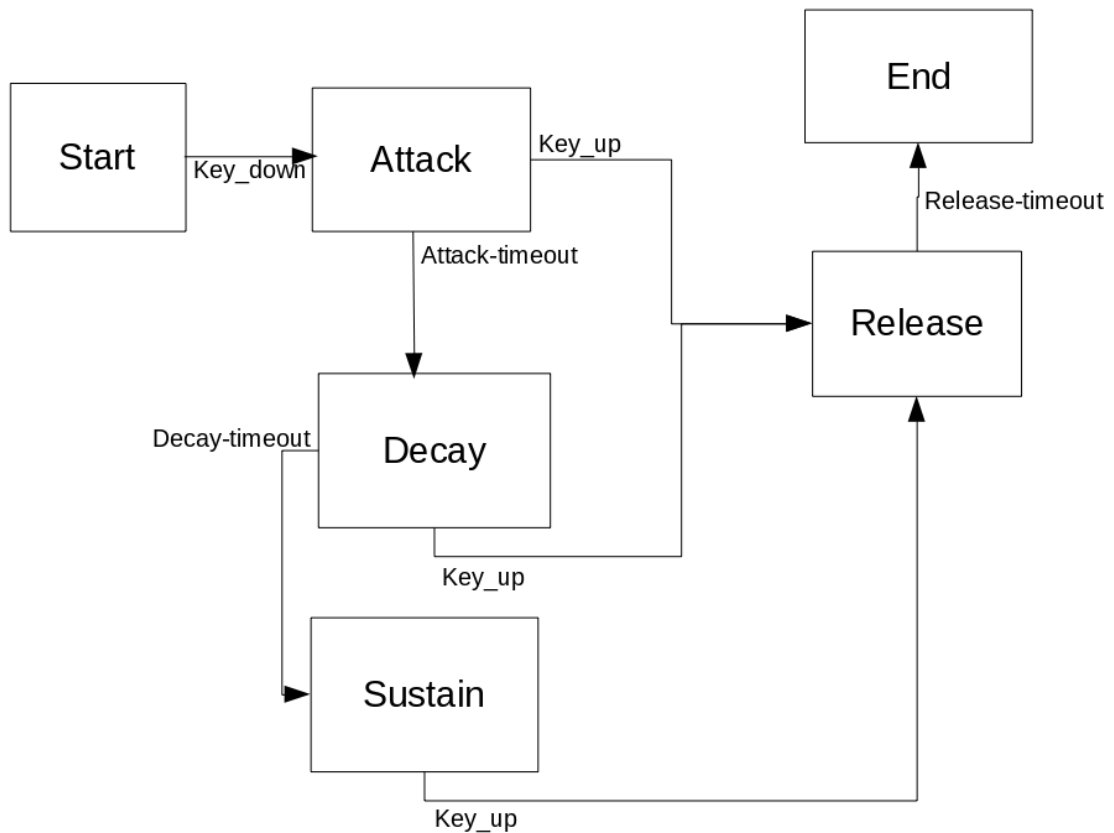 End
Start
Attack
Key_up
Key_down
Release-timeout
Attack-timeout
Release
Decay-timeout
Decay
Key_up
Sustain
Key_up